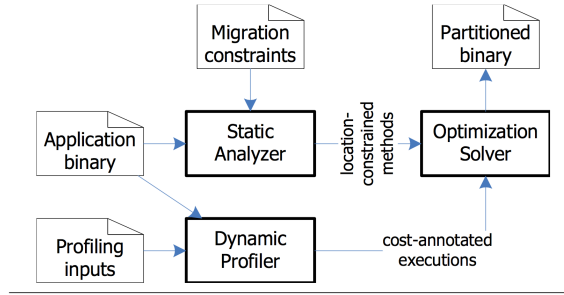 Migration
constraints
Partitioned
binary
Application
binary
Static
Analyzer
location-
constrained
methods
Optimization
Solver
Profiling
inputs
Dynamic
Profiler
cost-annotated
executions